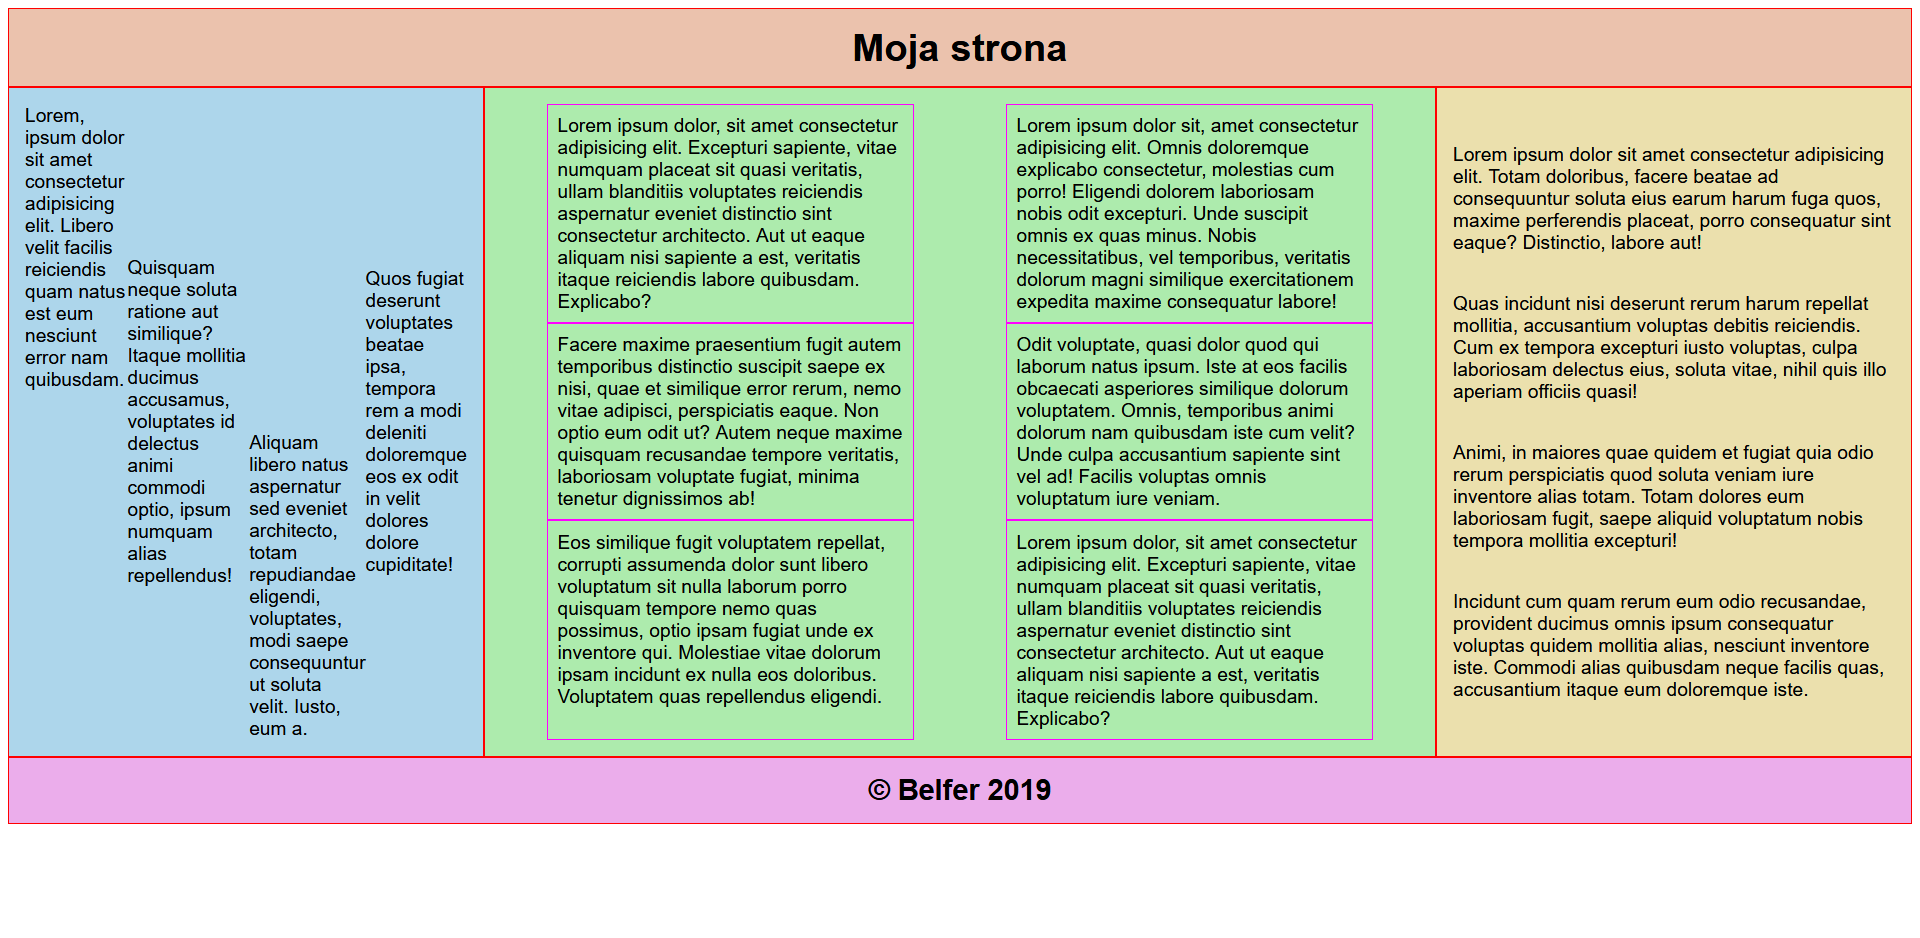 Moja strona
Lorem,
ipsum dolor
sit amet
consectetur
adipisicing
elit. Libero
velit facilis
reiciendis
quam natus
est eum
nesciunt
error nam
quibusdam.
Quisquam
neque soluta
ratione aut
similique?
Itaque mollitia
ducimus
accusamus,
voluptates id
delectus
animi
commodi
optio, ipsum
numquam
alias
repellendus!
Aliquam
libero natus
aspernatur
sed eveniet
architecto,
totam
repudiandae
eligendi,
voluptates,
modi saepe
consequuntur
ut soluta
velit. Iusto,
eum a.
Quos fugiat
deserunt
voluptates
beatae
ipsa,
tempora
rem a modi
deleniti
doloremque
eos ex odit
in velit
dolores
dolore
cupiditate!
Lorem ipsum dolor, sit amet consectetur
adipisicing elit. Excepturi sapiente, vitae
numquam placeat sit quasi veritatis,
ullam blanditiis voluptates reiciendis
aspernatur eveniet distinctio sint
consectetur architecto. Aut ut eaque
aliquam nisi sapiente a est, veritatis
itaque reiciendis labore quibusdam.
Explicabo?
Lorem ipsum dolor sit, amet consectetur
adipisicing elit. Omnis doloremque
explicabo consectetur, molestias cum
porro! Eligendi dolorem laboriosam
nobis odit excepturi. Unde suscipit
omnis ex quas minus. Nobis
necessitatibus, vel temporibus, veritatis
dolorum magni similique exercitationem
expedita maxime consequatur labore!
Facere maxime praesentium fugit autem
temporibus distinctio suscipit saepe ex
nisi, quae et similique error rerum, nemo
vitae adipisci, perspiciatis eaque. Non
optio eum odit ut? Autem neque maxime
quisquam recusandae tempore veritatis,
laboriosam voluptate fugiat, minima
tenetur dignissimos ab!
Odit voluptate, quasi dolor quod qui
laborum natus ipsum. Iste at eos facilis
obcaecati asperiores similique dolorum
voluptatem. Omnis, temporibus animi
dolorum nam quibusdam iste cum velit?
Unde culpa accusantium sapiente sint
vel ad! Facilis voluptas omnis
voluptatum iure veniam.
Eos similique fugit voluptatem repellat,
corrupti assumenda dolor sunt libero
voluptatum sit nulla laborum porro
quisquam tempore nemo quas
possimus, optio ipsam fugiat unde ex
inventore qui. Molestiae vitae dolorum
ipsam incidunt ex nulla eos doloribus.
Voluptatem quas repellendus eligendi.
Lorem ipsum dolor, sit amet consectetur
adipisicing elit. Excepturi sapiente, vitae
numquam placeat sit quasi veritatis,
ullam blanditiis voluptates reiciendis
aspernatur eveniet distinctio sint
consectetur architecto. Aut ut eaque
aliquam nisi sapiente a est, veritatis
itaque reiciendis labore quibusdam.
Explicabo?
Lorem ipsum dolor sit amet consectetur adipisicing
elit. Totam doloribus, facere beatae ad
consequuntur soluta eius earum harum fuga quos,
maxime perferendis placeat, porro consequatur sint
eaque? Distinctio, labore aut!
Quas incidunt nisi deserunt rerum harum repellat
mollitia, accusantium voluptas debitis reiciendis.
Cum ex tempora excepturi iusto voluptas, culpa
laboriosam delectus eius, soluta vitae, nihil quis illo
aperiam officiis quasi!
Animi, in maiores quae quidem et fugiat quia odio
rerum perspiciatis quod soluta veniam iure
inventore alias totam. Totam dolores eum
laboriosam fugit, saepe aliquid voluptatum nobis
tempora mollitia excepturi!
Incidunt cum quam rerum eum odio recusandae,
provident ducimus omnis ipsum consequatur
voluptas quidem mollitia alias, nesciunt inventore
iste. Commodi alias quibusdam neque facilis quas,
accusantium itaque eum doloremque iste.
© Belfer 2019